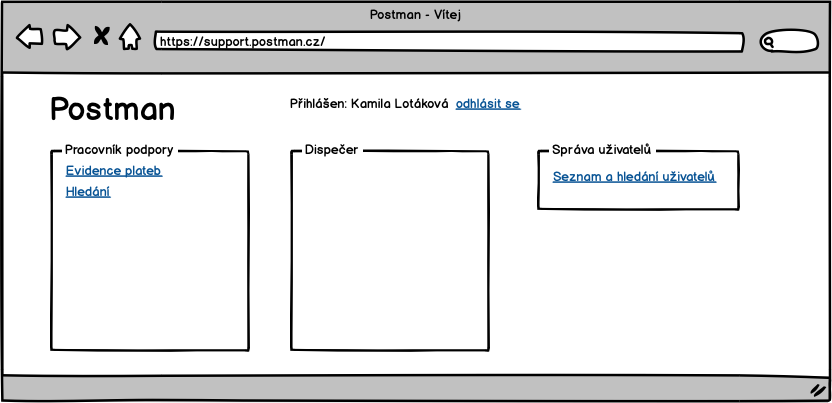 Postman - Vítej
https://support.postman.cz/
Postman
Přihlášen: Kamila Lotáková odhlásit se
Pracovník podpory
Evidence plateb
Hledání
Dispečer
Správa uživatelů
Seznam a hledání uživatelů